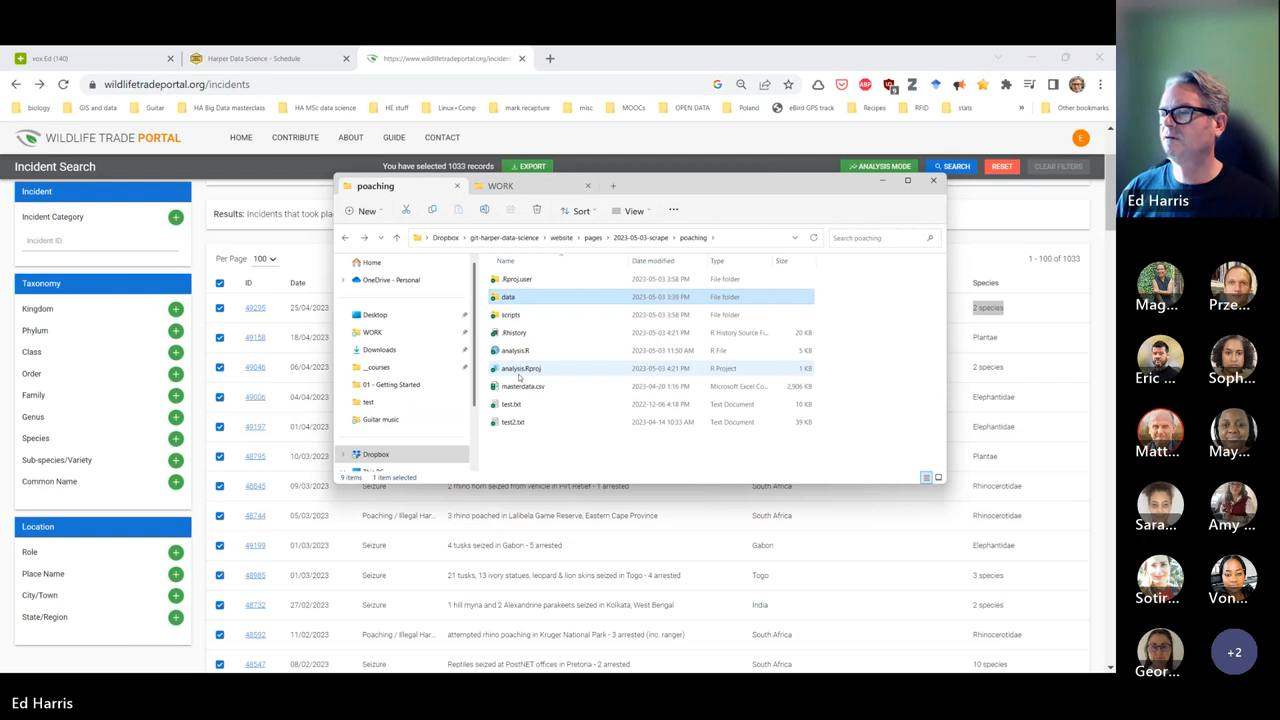 vox Ed (140)
Harper Data Science - Schedule
https://www.wildlifetradeportal.org/inciden
wildlifetradeportal.org/incidents
biology
GIS and data
Guitar
HA Big Data masterclass
HA MSc data science
HE stuff
Linux+Comp
mark recapture
misc
MOOCs
OPEN DATA
Poland
eBird GPS track
Recipes
RFID
stats
»
Other bookmarks
WILDLIFE TRADE PORTAL
HOME
CONTRIBUTE
ABOUT
GUIDE
CONTACT
E
Incident Search
You have selected 1033 records
EXPORT
ANALYSIS MODE
SEARCH
RESET
CLEAR FILTERS
Incident
Incident Category
Incident ID
Taxonomy
Kingdom
Phylum
Class
Order
Family
Genus
Species
Sub-species/Variety
Common Name
Location
Role
Place Name
City/Town
State/Region
Results: Incidents that took pla
Per Page 100
1 - 100 of 1033
ID Date Species
49295 25/04/2023 2 species
49158 18/04/2023 Plantae
49046 04/04/2023 2 species
49006 04/04/2023 Elephantidae
49197 01/04/2023 Elephantidae
48795 10/03/2023 Plantae
48845 09/03/2023 Seizure 2 rhino horn seized from vehicle in Pirt Relief - 1 arrested South Africa Rhinocerotidae
48744 05/03/2023 Poaching / Illegal Har... 3 rhino poached in Lalibela Game Reserve, Eastern Cape Province South Africa Rhinocerotidae
49199 01/03/2023 Seizure 4 tusks seized in Gabon - 5 arrested Gabon Elephantidae
48985 01/03/2023 Seizure 21 tusks, 13 ivory statues, leopard & lion skins seized in Togo - 4 arrested Togo 3 species
48732 27/02/2023 Seizure 1 hill myna and 2 Alexandrine parakeets seized in Kolkata, West Bengal India 2 species
48592 11/02/2023 Poaching / Illegal Har... attempted rhino poaching in Kruger National Park - 3 arrested (inc. ranger) South Africa Rhinocerotidae
48547 08/02/2023 Seizure Reptiles seized at PostNET offices in Pretoria - 2 arrested South Africa 10 species
poaching
WORK
New
Sort
View
Dropbox
git-harper-data-science
website
pages
2023-05-03-scrape
poaching
Search poaching
Home
OneDrive - Personal
Desktop
WORK
Downloads
__courses
01 - Getting Started
test
Guitar music
Dropbox
Name Date modified Type Size
.Rproj.user 2023-05-03 3:58 PM File folder
data 2023-05-03 3:39 PM File folder
scripts 2023-05-03 3:58 PM File folder
.Rhistory 2023-05-03 4:21 PM R History Source Fi... 20 KB
analysis.R 2023-05-03 11:50 AM R File 5 KB
analysis.Rproj 2023-05-03 4:21 PM R Project 1 KB
masterdata.csv 2023-04-20 1:16 PM Microsoft Excel Co... 2,906 KB
test.txt 2022-12-06 4:18 PM Text Document 10 KB
test2.txt 2023-04-14 10:33 AM Text Document 39 KB
9 items
1 item selected
Ed Harris
Mag...
Prze...
Eric ...
Soph...
Matt...
May...
Sara...
Amy ...
Sotir...
Von...
Geor...
+2
Ed Harris